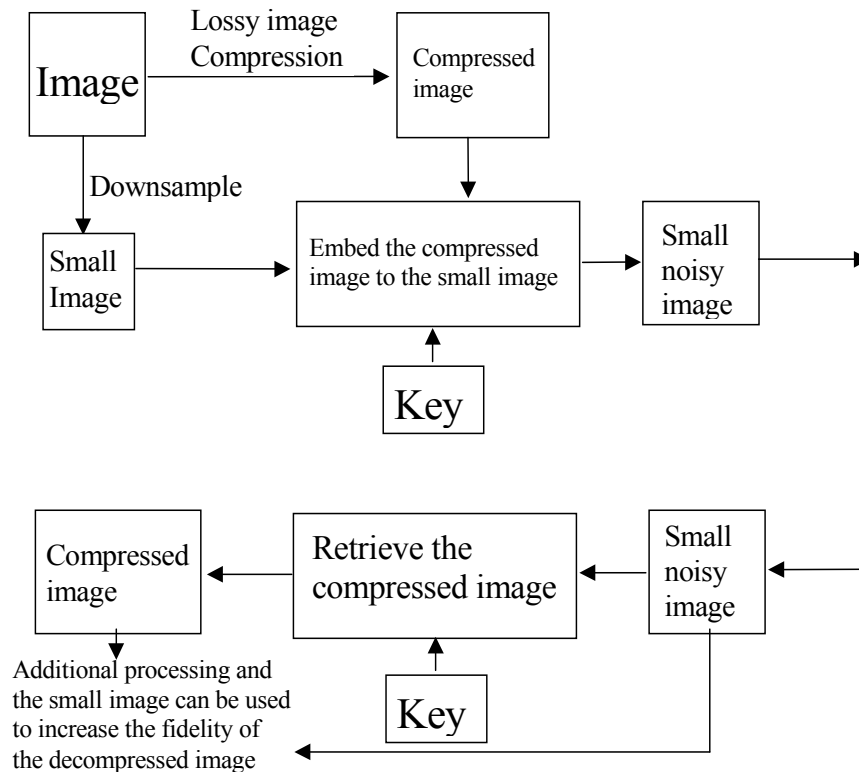 Lossy image
Compression
Image
Compressed
image
Downsample
Small
Image
Embed the compressed
image to the small image
Small
noisy
image
Key
Compressed
image
Retrieve the
compressed image
Small
noisy
image
Key
Additional processing and
the small image can be used
to increase the fidelity of
the decompressed image